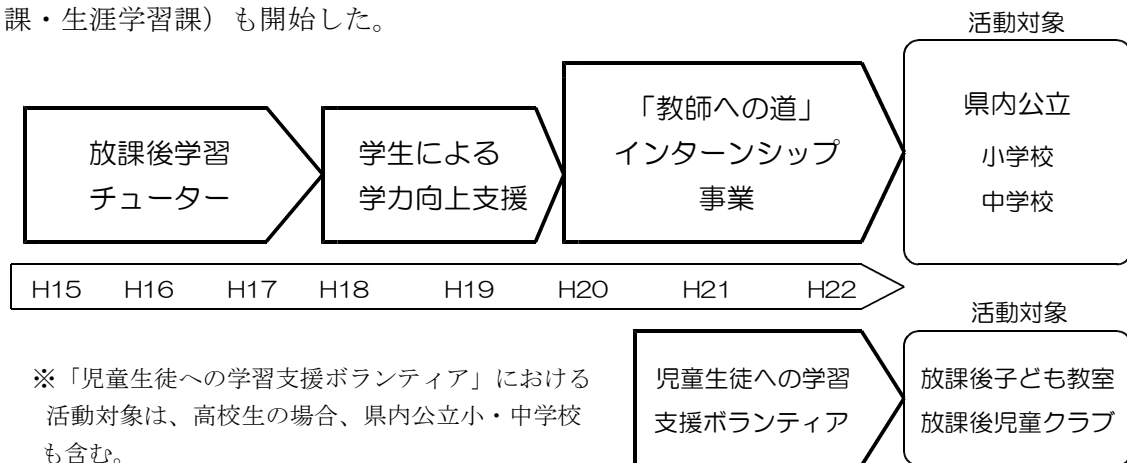 課・生涯学習課）も開始した。
活動対象
放課後学習
チューター
学生による
学力向上支援
「教師への道」
インターンシップ
事業
県内公立
小学校
中学校
H15 H16 H17 H18 H19 H20 H21 H22
活動対象
※「児童生徒への学習支援ボランティア」における
活動対象は、高校生の場合、県内公立小・中学校
も含む。
児童生徒への学習
支援ボランティア
放課後子ども教室
放課後児童クラブ